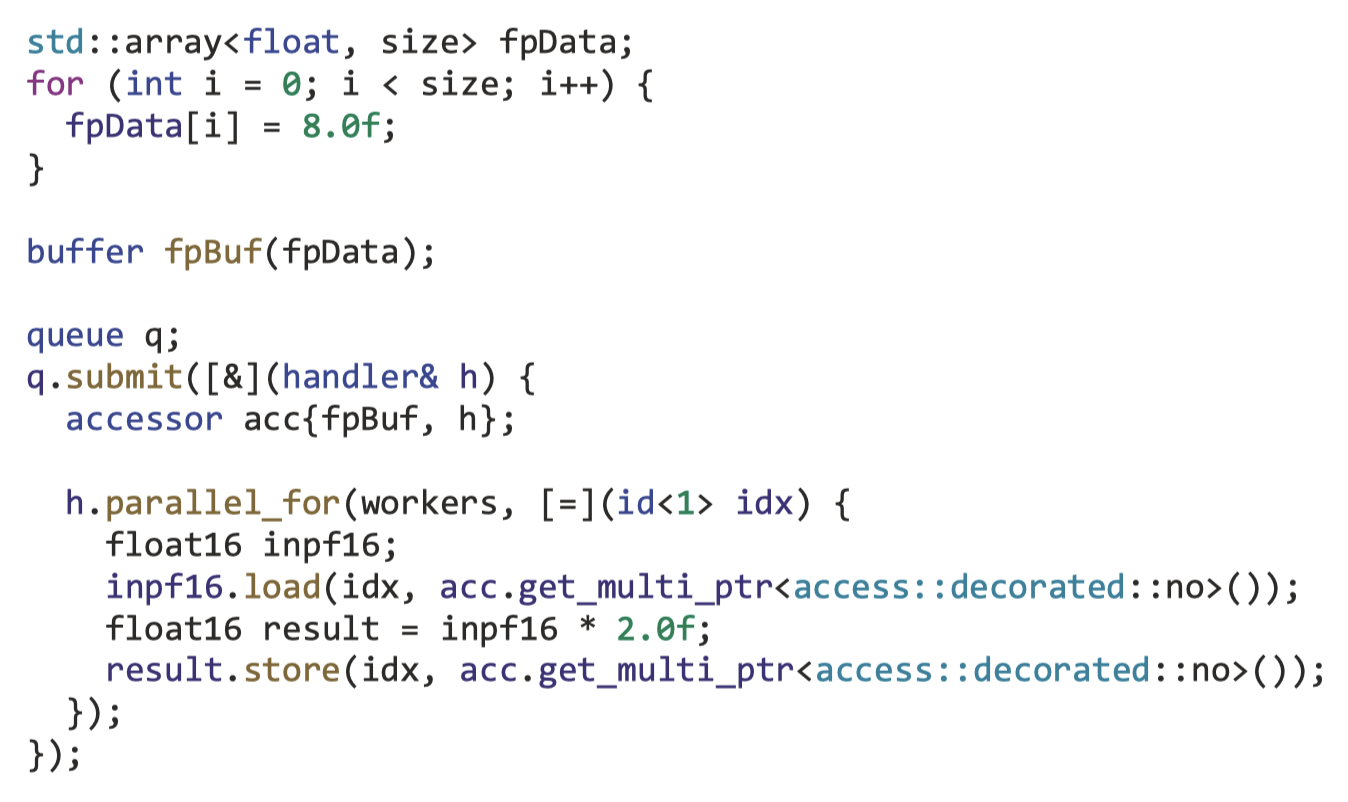 std::array<float, size> fpData;
for (int i = 0; i < size; i++) {
  fpData[i] = 8.0f;
}

buffer fpBuf(fpData);

queue q;
q.submit([&](handler& h) {
  accessor acc{fpBuf, h};

  h.parallel_for(workers, [=](id<1> idx) {
    float16 inpf16;
    inpf16.load(idx, acc.get_multi_ptr<access::decorated::no>());
    float16 result = inpf16 * 2.0f;
    result.store(idx, acc.get_multi_ptr<access::decorated::no>());
  });
});